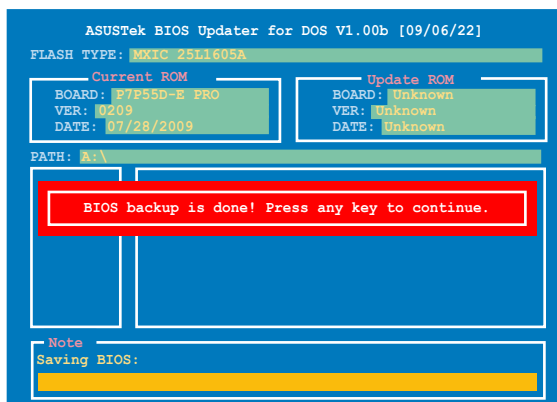 ASUSTek BIOS Updater for DOS V1.00b [09/06/22]
FLASH TYPE: MXIC 25L1605A
Current ROM
BOARD: P7P55D-E PRO
VER: 0209
DATE: 07/28/2009
Update ROM
BOARD: Unknown
VER: Unknown
DATE: Unknown
PATH: A:\
BIOS backup is done! Press any key to continue.
Note
Saving BIOS: